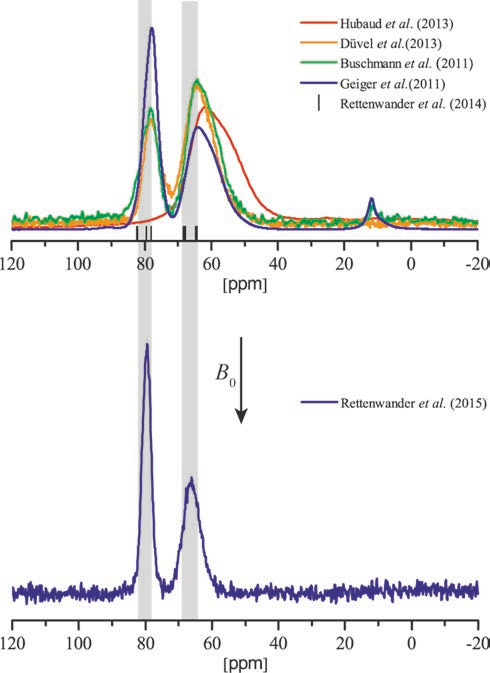 Hubaud et al. (2013)
Düvel et al.(2013)
Buschmann et al. (2011)
Geiger et al.(2011)
Rettenwander et al. (2014)
120 100 80 60 40 20 0 -20
[ppm]
B0
Rettenwander et al. (2015)
120 100 80 60 40 20 0 -20
[ppm]